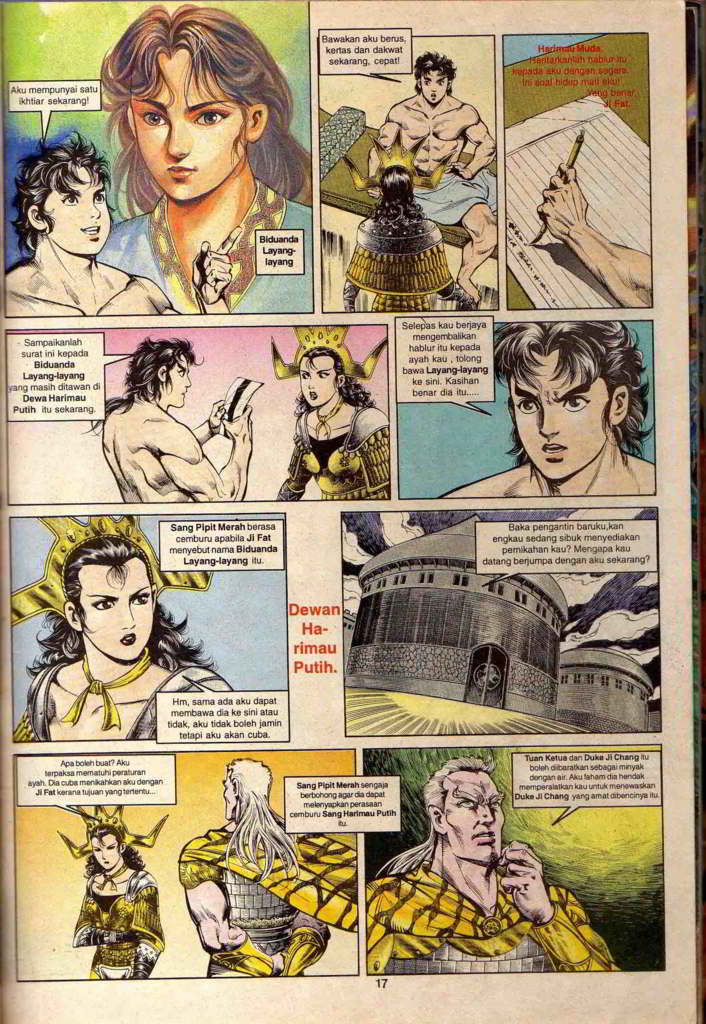 Aku mempunyai satu
ikhtiar sekarang!
Biduanda
Layang-
layang
Bawakan aku berus,
kertas dan dakwat
sekarang, cepat!
Harimau Muda.
Hantarkanlah hablur itu
kepada aku dengan segera.
Ini soal hidup mati aku!
Yang benar,
Ji Fat.
Sampaikanlah
surat ini kepada
Biduanda
Layang-layang
yang masih ditawan di
Dewa Harimau
Putih itu sekarang.
Selepas kau berjaya
mengembalikan
hablur itu kepada
ayah kau , tolong
bawa Layang-layang
ke sini. Kasihan
benar dia itu.....
Sang Pipit Merah berasa
cemburu apabila Ji Fat
menyebut nama Biduanda
Layang-layang itu.
Hm, sama ada aku dapat
membawa dia ke sini atau
tidak, aku tidak boleh jamin
tetapi aku akan cuba.
Dewan
Ha-
rimau
Putih.
Baka pengantin baruku,kan
engkau sedang sibuk menyediakan
pernikahan kau? Mengapa kau
datang berjumpa dengan aku sekarang?
Apa boleh buat? Aku
terpaksa mematuhi peraturan
ayah. Dia cuba menikahkan aku dengan
Ji Fat kerana tujuan yang tertentu...
Sang Pipit Merah sengaja
berbohong agar dia dapat
melenyapkan perasaan
cemburu Sang Harimau Putih
itu.
Tuan Ketua dan Duke Ji Chang itu
boleh diibaratkan sebagai minyak
dengan air. Aku faham dia hendak
memperalatkan kau untuk menewaskan
Duke Ji Chang yang amat dibencinya itu.
17